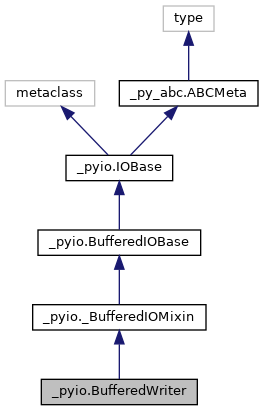 type
metaclass
_py_abc.ABCMeta
_pyio.IOBase
_pyio.BufferedIOBase
_pyio._BufferedIOMixin
_pyio.BufferedWriter